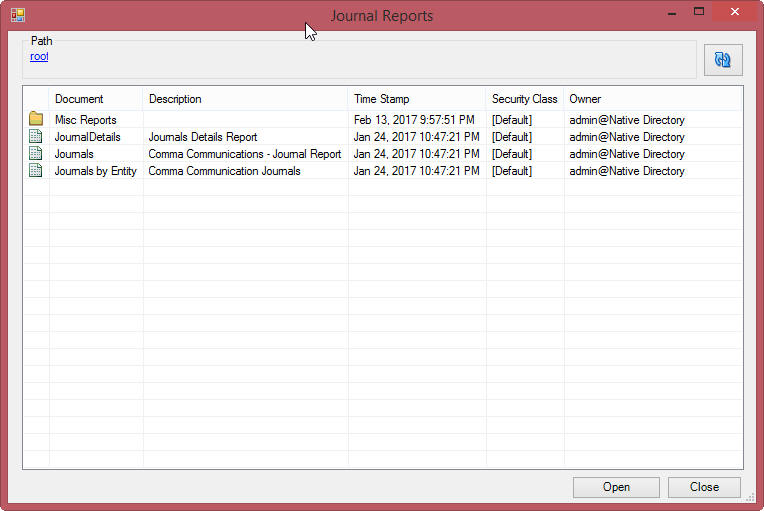 Journal Reports
Path
root
Document Description Time Stamp Security Class Owner
Misc Reports Feb 13, 2017 9:57:51 PM [Default] admin@Native Directory
JournalDetails Journals Details Report Jan 24, 2017 10:47:21 PM [Default] admin@Native Directory
Journals Comma Communications - Journal Report Jan 24, 2017 10:47:21 PM [Default] admin@Native Directory
Journals by Entity Comma Communication Journals Jan 24, 2017 10:47:21 PM [Default] admin@Native Directory
Open Close